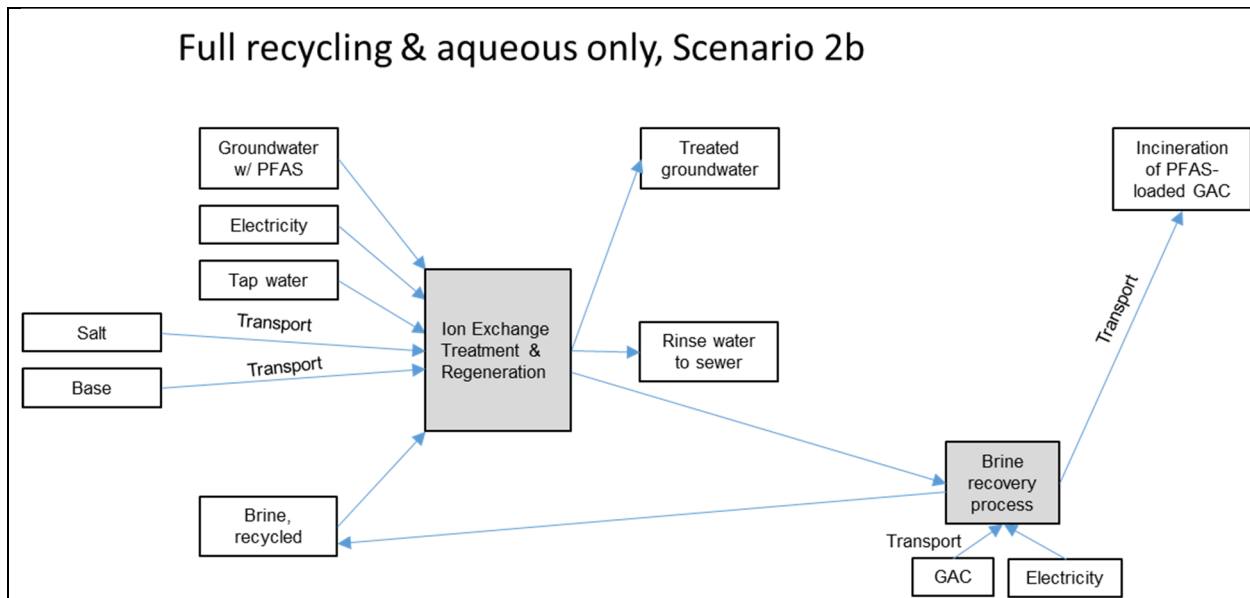 Full recycling & aqueous only, Scenario 2b
Groundwater
w/ PFAS
Electricity
Tap water
Salt
Transport
Base
Transport
Brine,
recycled
Ion Exchange
Treatment &
Regeneration
Treated
groundwater
Rinse water
to sewer
Incineration
of PFAS-
loaded GAC
Transport
Brine
recovery
process
Transport
GAC
Electricity